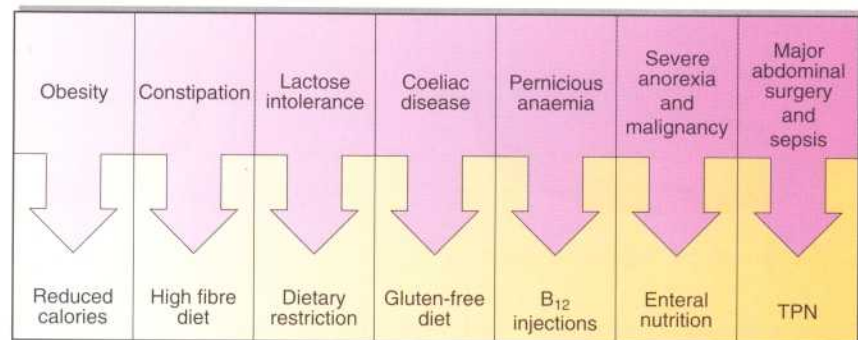 Obesity
Constipation
Lactose
intolerance
Coeliac
disease
Pernicious
anaemia
Severe
anorexia
and
malignancy
Major
abdominal
surgery
and
sepsis
Reduced
calories
High fibre
diet
Dietary
restriction
Gluten-free
diet
B₁₂
injections
Enteral
nutrition
TPN